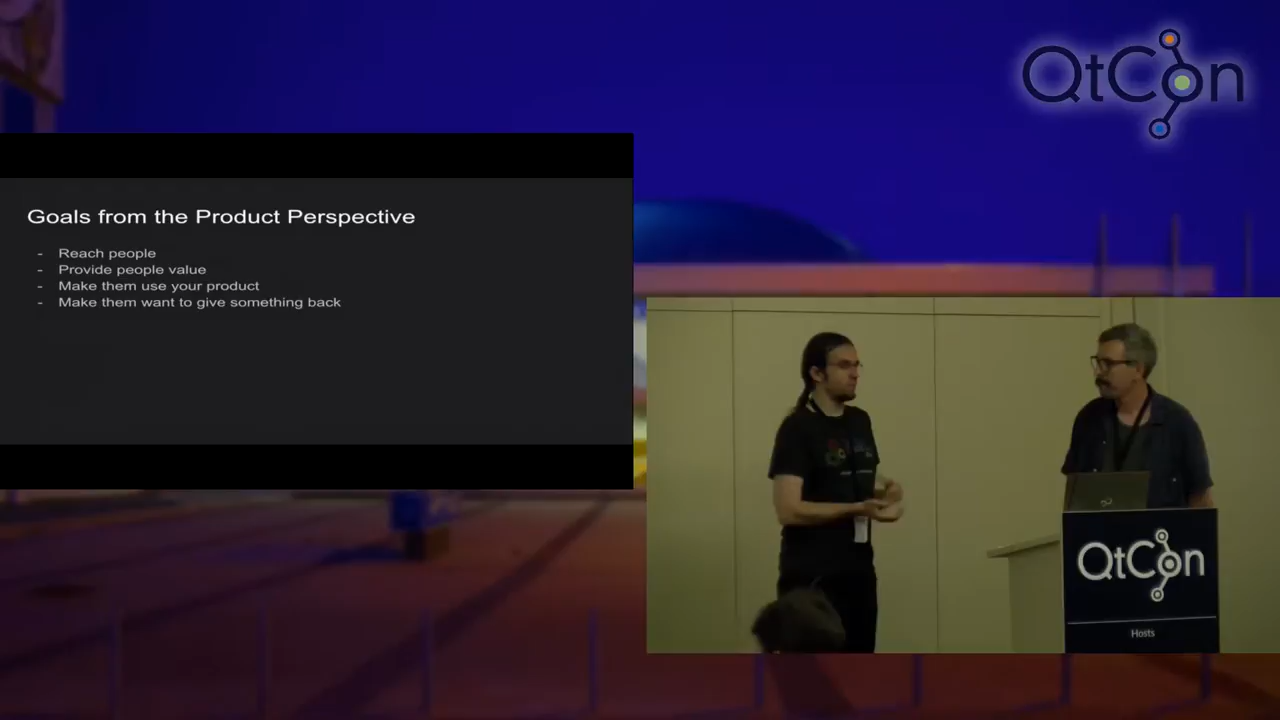 QtCon
Goals from the Product Perspective
- Reach people
- Provide people value
- Make them use your product
- Make them want to give something back
QtCon
Hosts